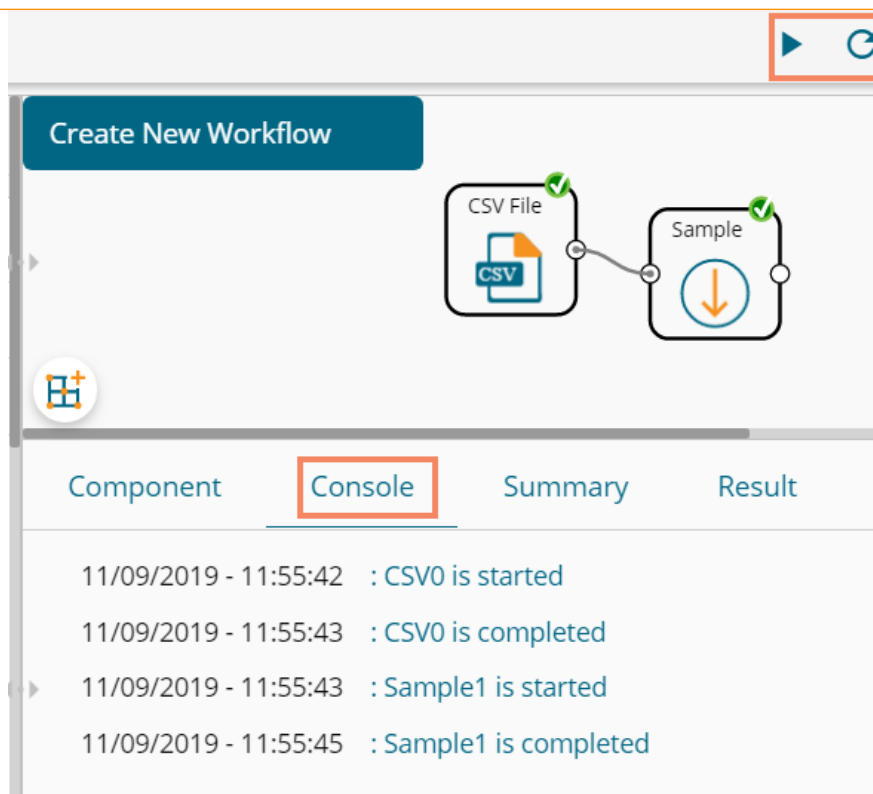 Create New Workflow
CSV File
Sample
CSV
Component Console Summary Result
11/09/2019 - 11:55:42 : CSV0 is started
11/09/2019 - 11:55:43 : CSV0 is completed
11/09/2019 - 11:55:43 : Sample1 is started
11/09/2019 - 11:55:45 : Sample1 is completed